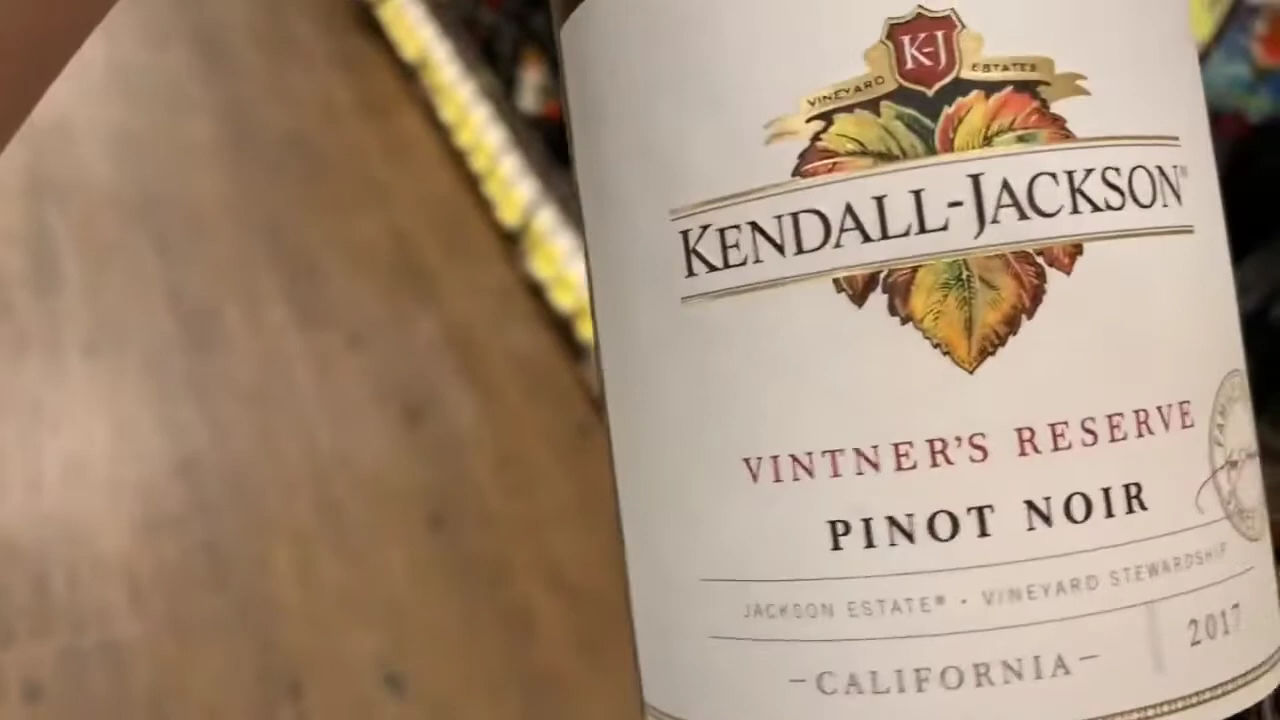 K-J
VINEYARD ESTATES
KENDALL-JACKSON
VINTNER'S RESERVE
PINOT NOIR
JACKSON ESTATE® · VINEYARD STEWARDSHIP
-CALIFORNIA-
2017